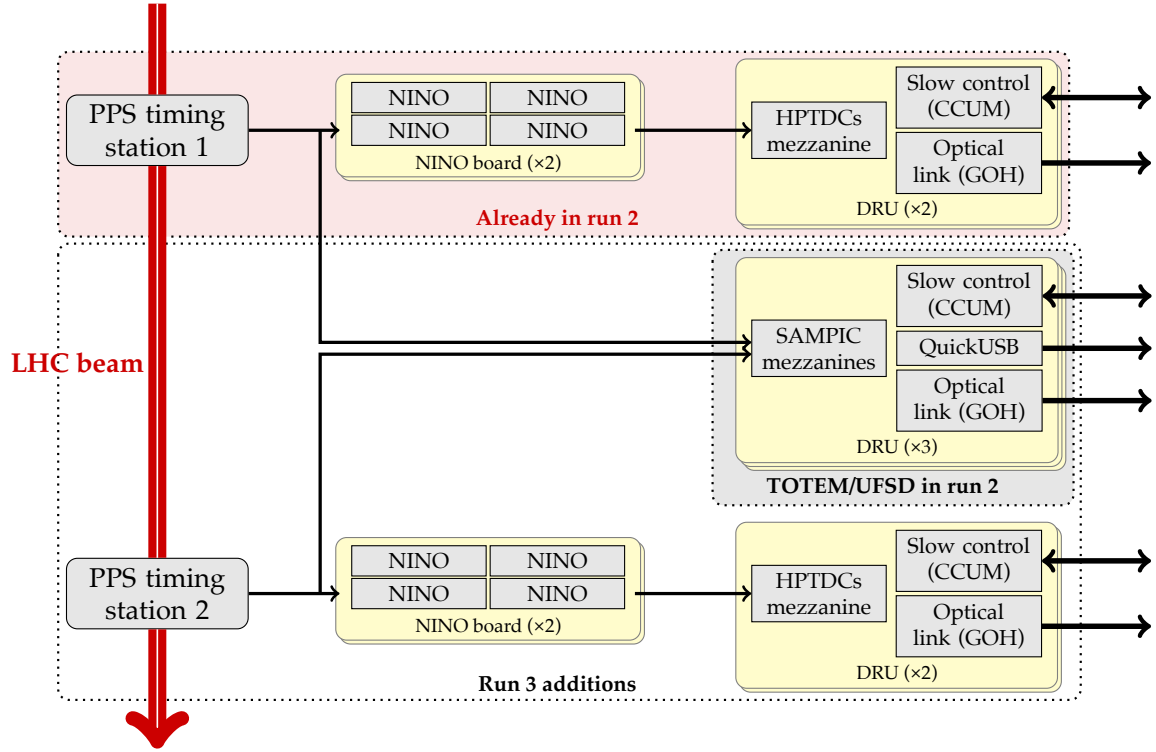 PPS timing
station 1
NINO
NINO
NINO
NINO
NINO board (×2)
HPTDCs
mezzanine
Slow control
(CCUM)
Optical
link (GOH)
DRU (×2)
Already in run 2
LHC beam
SAMPIC
mezzanines
Slow control
(CCUM)
QuickUSB
Optical
link (GOH)
DRU (×3)
TOTEM/UFSD in run 2
PPS timing
station 2
NINO
NINO
NINO
NINO
NINO board (×2)
HPTDCs
mezzanine
Slow control
(CCUM)
Optical
link (GOH)
DRU (×2)
Run 3 additions